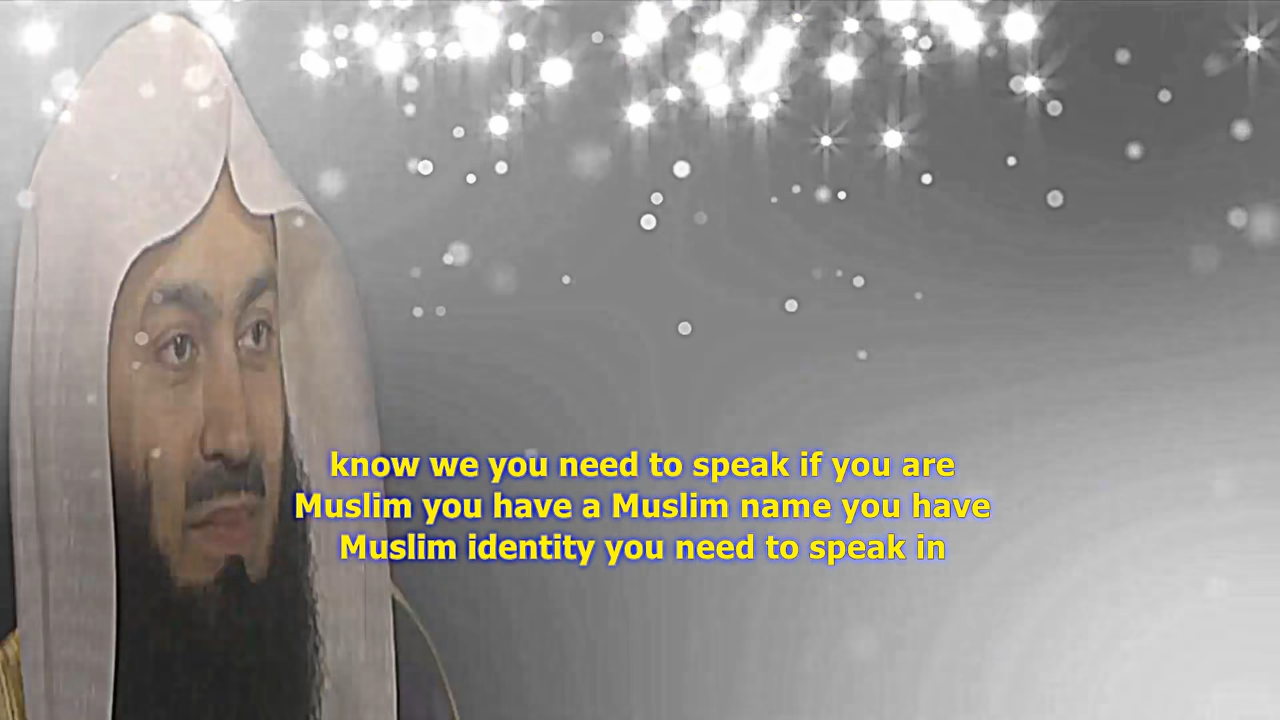 know we you need to speak if you are
Muslim you have a Muslim name you have
Muslim identity you need to speak in